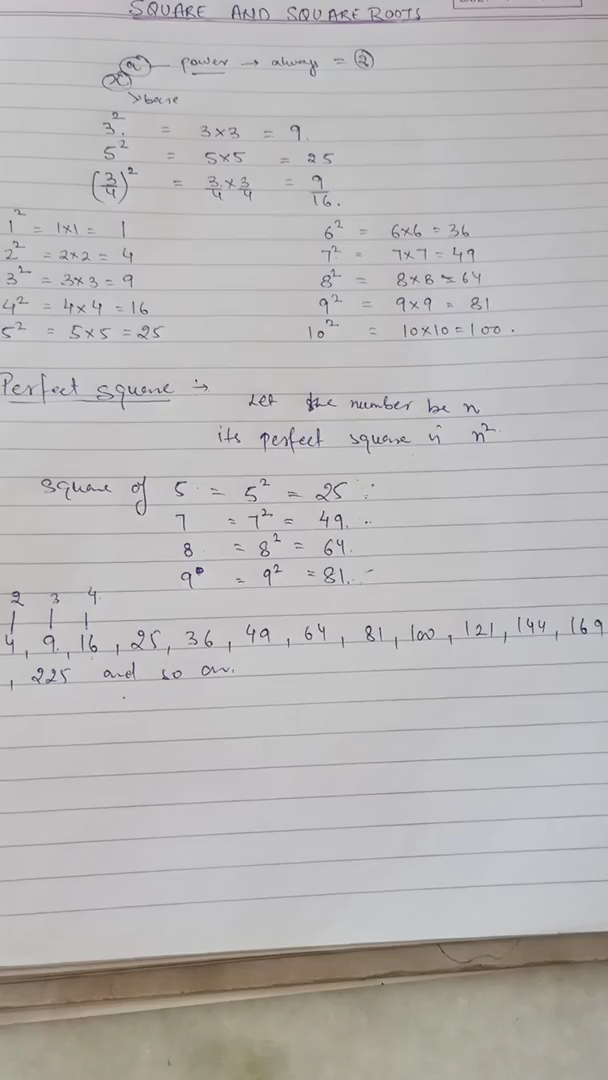 SQUARE AND SQUARE ROOTS
a — power → always = 2
x
→ base
3² = 3×3 = 9.
5² = 5×5 = 25
(3/4)² = 3/4 × 3/4 = 9/16.
1² = 1×1 = 1 6² = 6×6 = 36
2² = 2×2 = 4 7² = 7×7 = 49
3² = 3×3 = 9 8² = 8×8 = 64
4² = 4×4 = 16 9² = 9×9 = 81
5² = 5×5 = 25 10² = 10×10 = 100.
Perfect square :→
Let the number be n
its perfect square is n²
Square of 5 = 5² = 25
7 = 7² = 49.
8 = 8² = 64.
9 = 9² = 81.
2 3 4
4, 9, 16, 25, 36, 49, 64, 81, 100, 121, 144, 169
, 225 and so on.